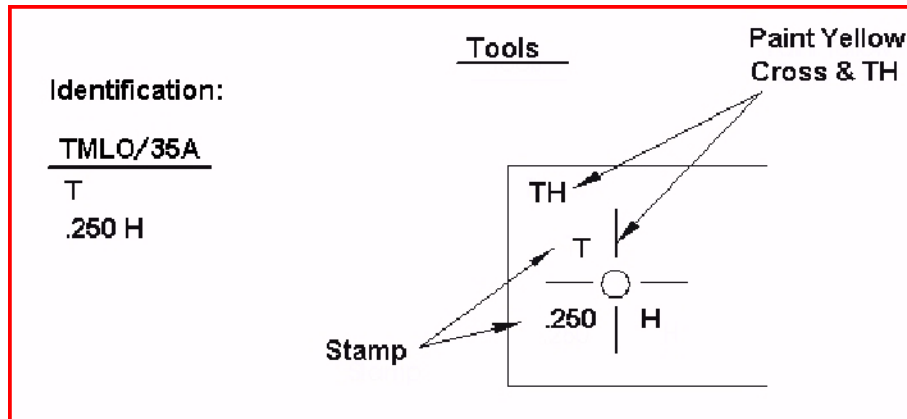 Tools
Paint Yellow
Cross & TH
Identification:
TMLO/35A
T
.250 H
TH
T
.250 H
Stamp